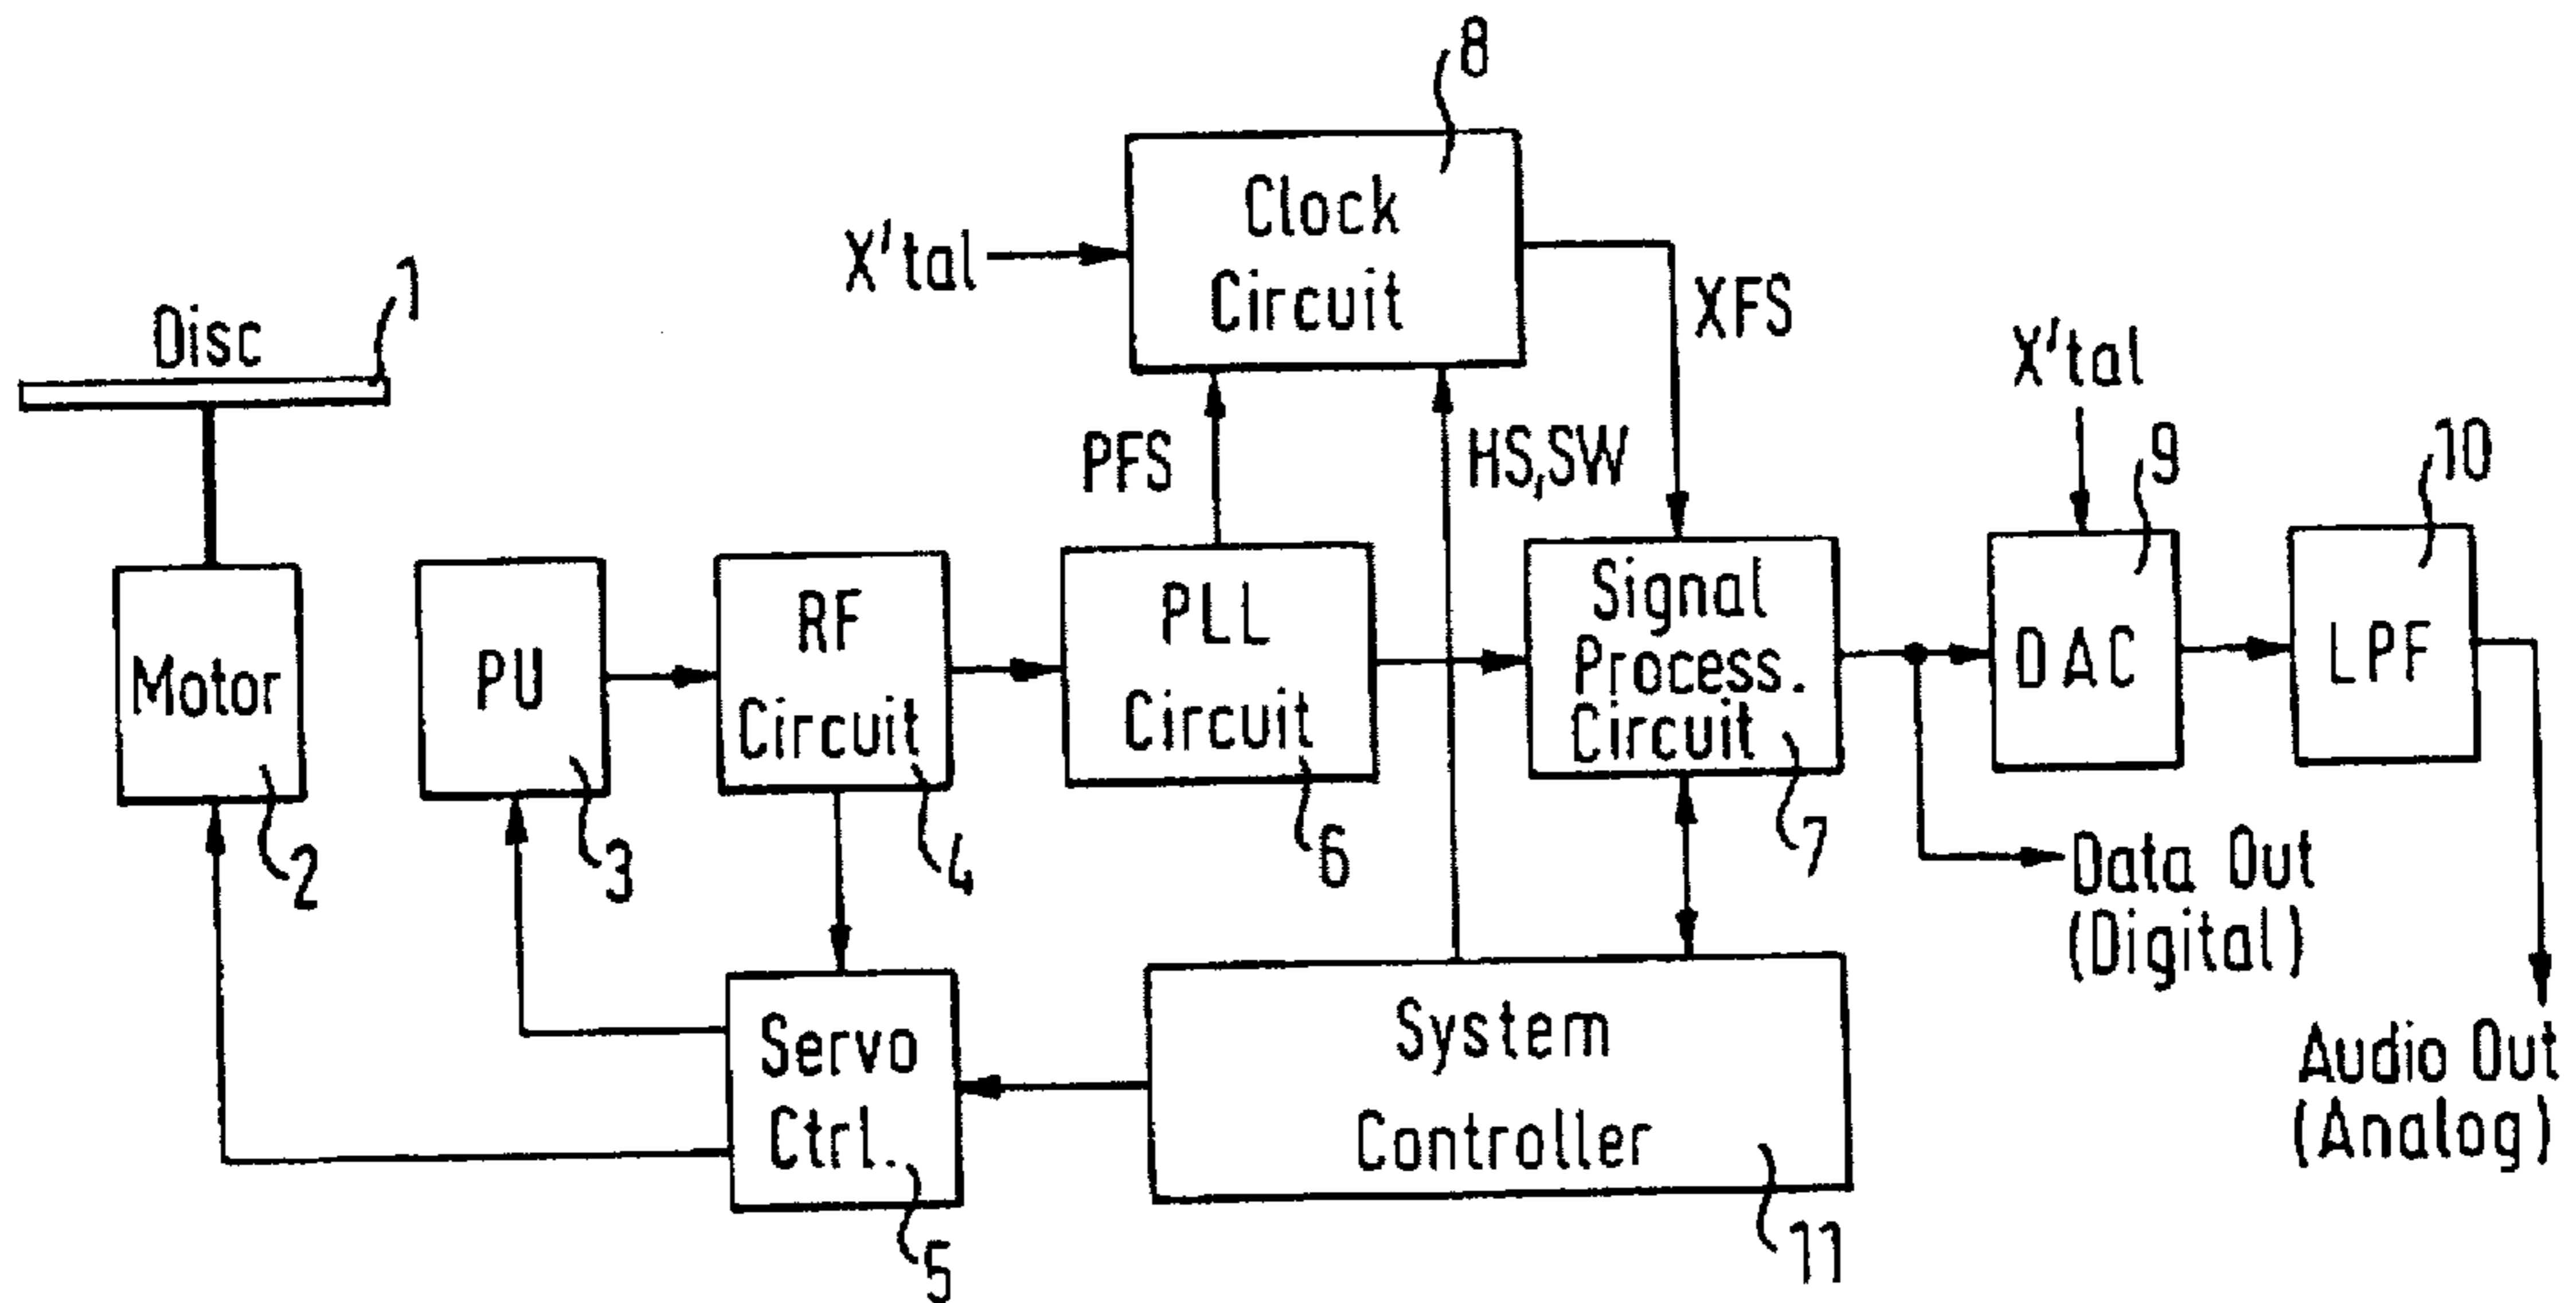 8
Clock
Circuit
X'tal
XFS
1
Disc
X'tal
PFS
HS,SW
9
10
Motor
2
PU
3
RF
Circuit
4
PLL
Circuit
6
Signal
Process.
Circuit
7
DAC
LPF
Data Out
(Digital)
Servo
Ctrl.
5
System
Controller
11
Audio Out
(Analog)